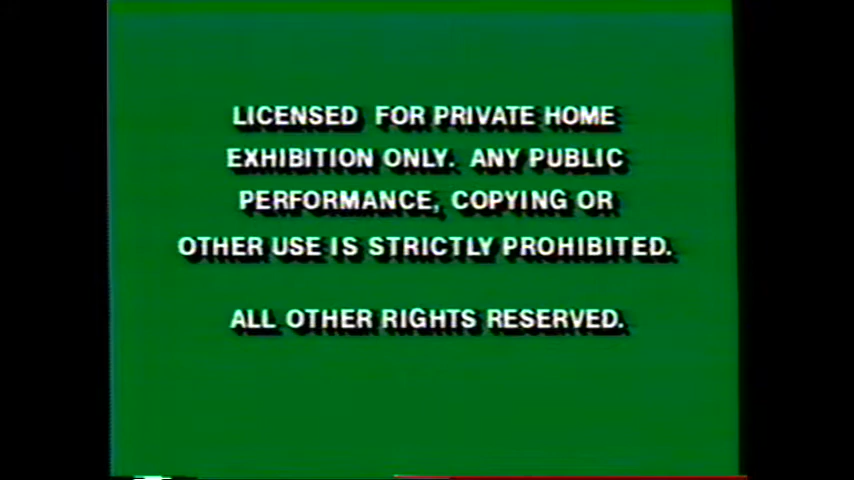 LICENSED FOR PRIVATE HOME
EXHIBITION ONLY. ANY PUBLIC
PERFORMANCE, COPYING OR
OTHER USE IS STRICTLY PROHIBITED.
ALL OTHER RIGHTS RESERVED.